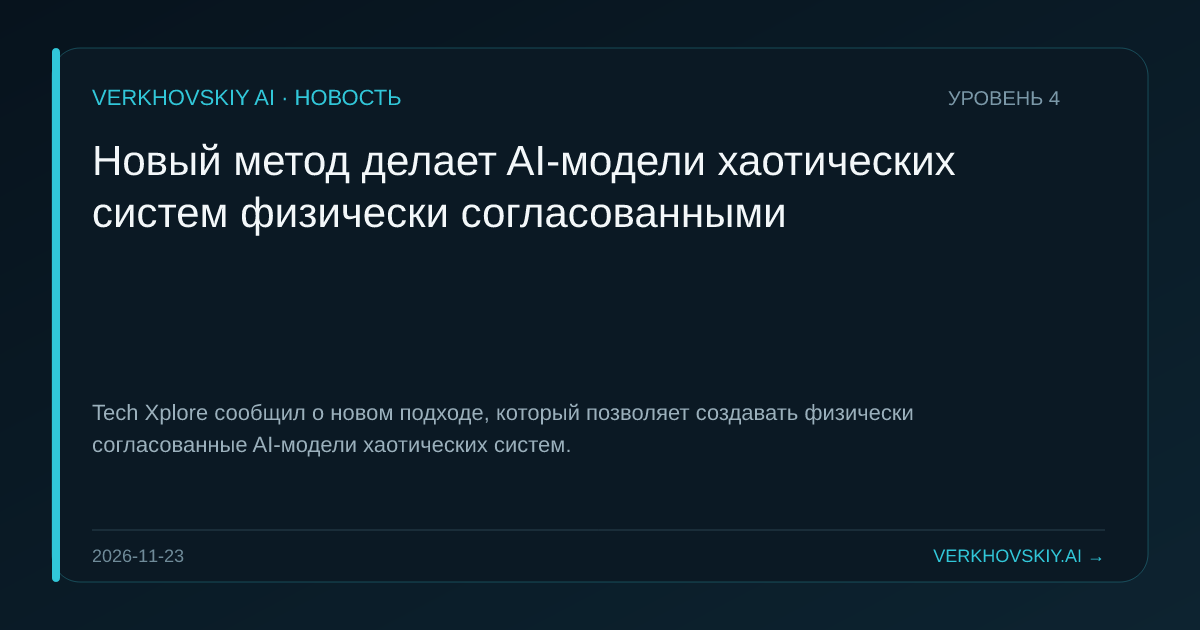 VERKHOVSKIY AI · НОВОСТЬ
УРОВЕНЬ 4
Новый метод делает AI-модели хаотических
систем физически согласованными
Tech Xplore сообщил о новом подходе, который позволяет создавать физически
согласованные AI-модели хаотических систем.
2026-11-23
VERKHOVSKIY.AI →